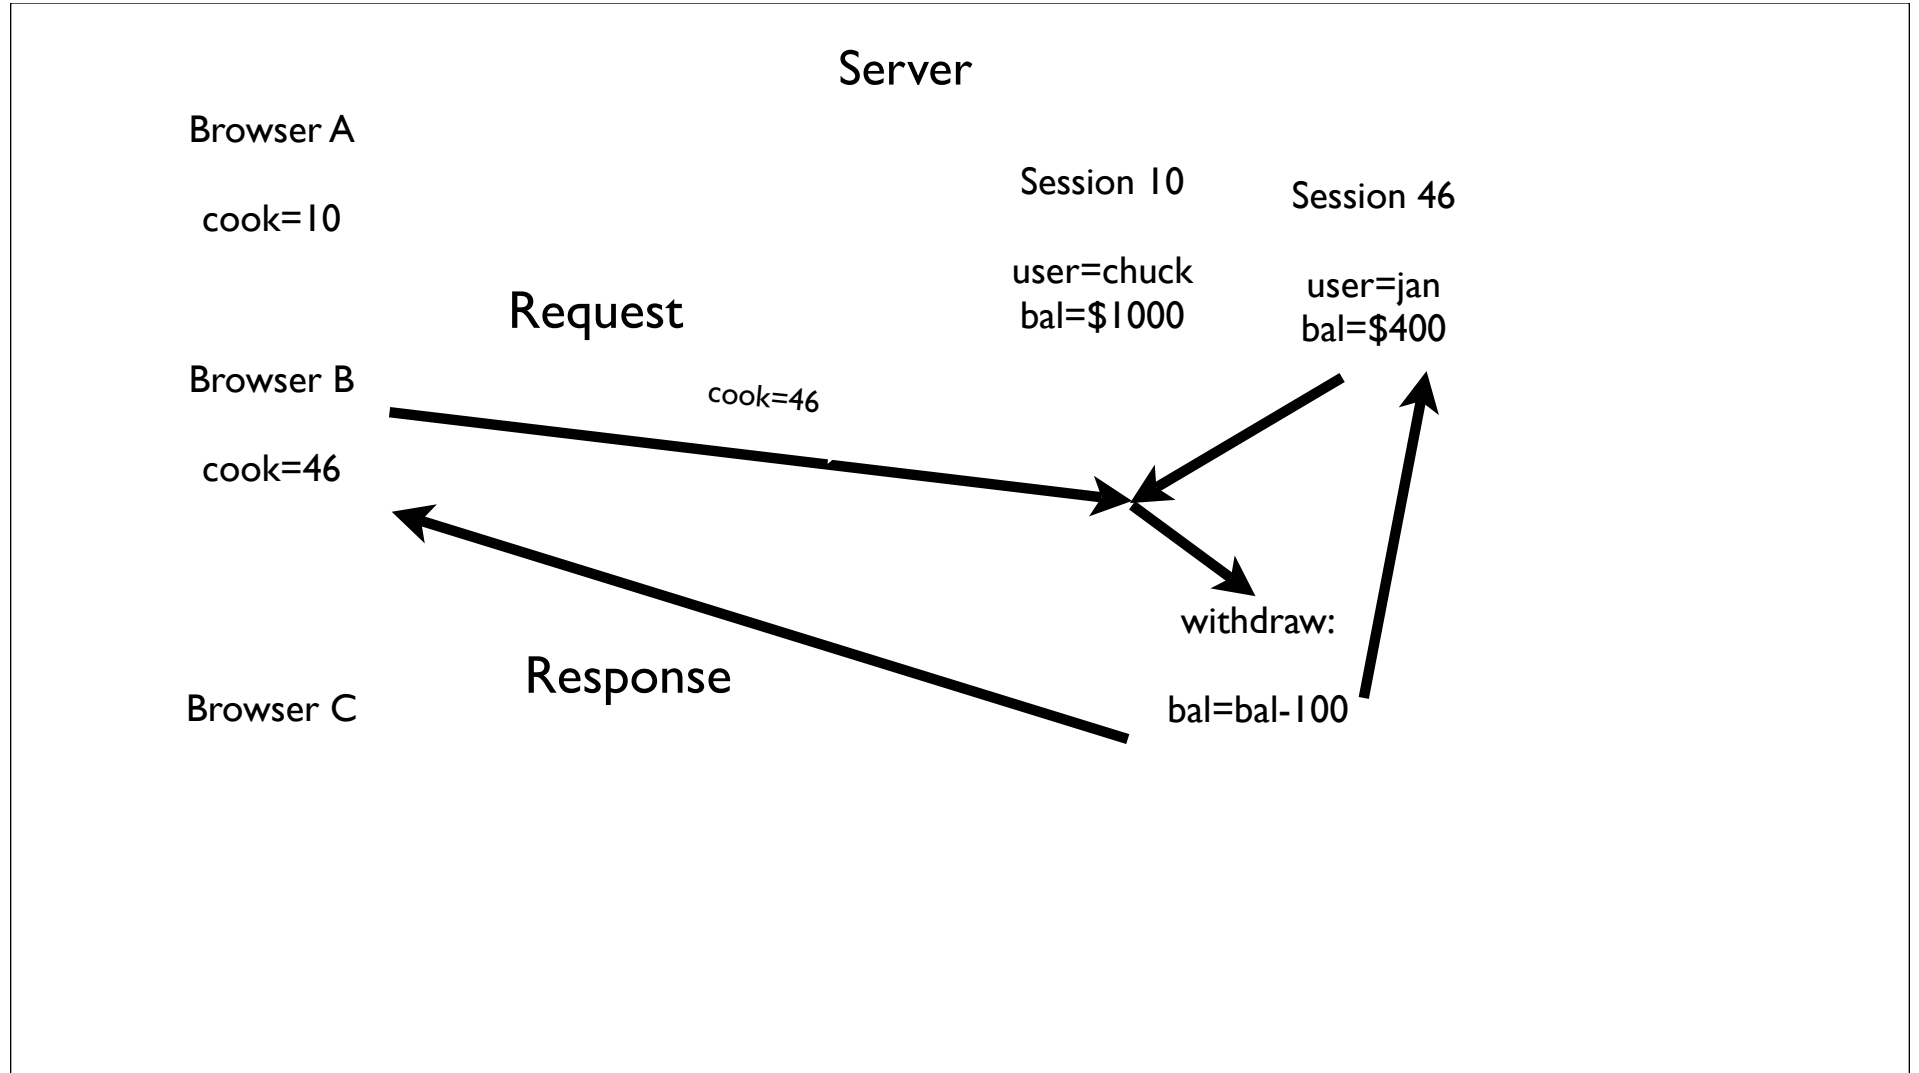 Server
Browser A
cook=10
Session 10
user=chuck
bal=$1000
Session 46
user=jan
bal=$400
Request
Browser B
cook=46
cook=46
withdraw:
bal=bal-100
Response
Browser C